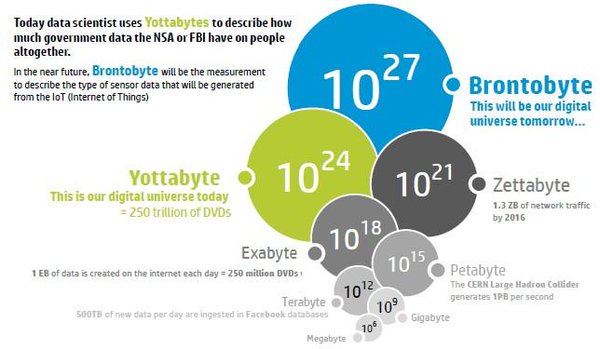 Today data scientist uses Yottabytes to describe how
much government data the NSA or FBI have on people
altogether.
In the near future, Brontobyte will be the measurement
to describe the type of sensor data that will be generated
from the IoT (Internet of Things)
10^27
Brontobyte
This will be our digital
universe tomorrow...
10^24
Yottabyte
This is our digital universe today
= 250 trillion of DVDs
10^21
Zettabyte
1.3 ZB of network traffic
by 2016
10^18
Exabyte
1 EB of data is created on the internet each day = 250 million DVDs
10^15
Petabyte
The CERN Large Hadron Collider
generates 1PB per second
10^12
Terabyte
500TB of new data per day are ingested in Facebook databases
10^9
Gigabyte
10^6
Megabyte